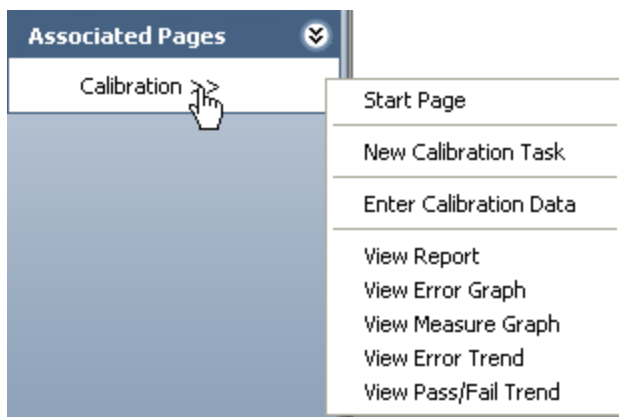 Associated Pages
Calibration >>
Start Page
New Calibration Task
Enter Calibration Data
View Report
View Error Graph
View Measure Graph
View Error Trend
View Pass/Fail Trend